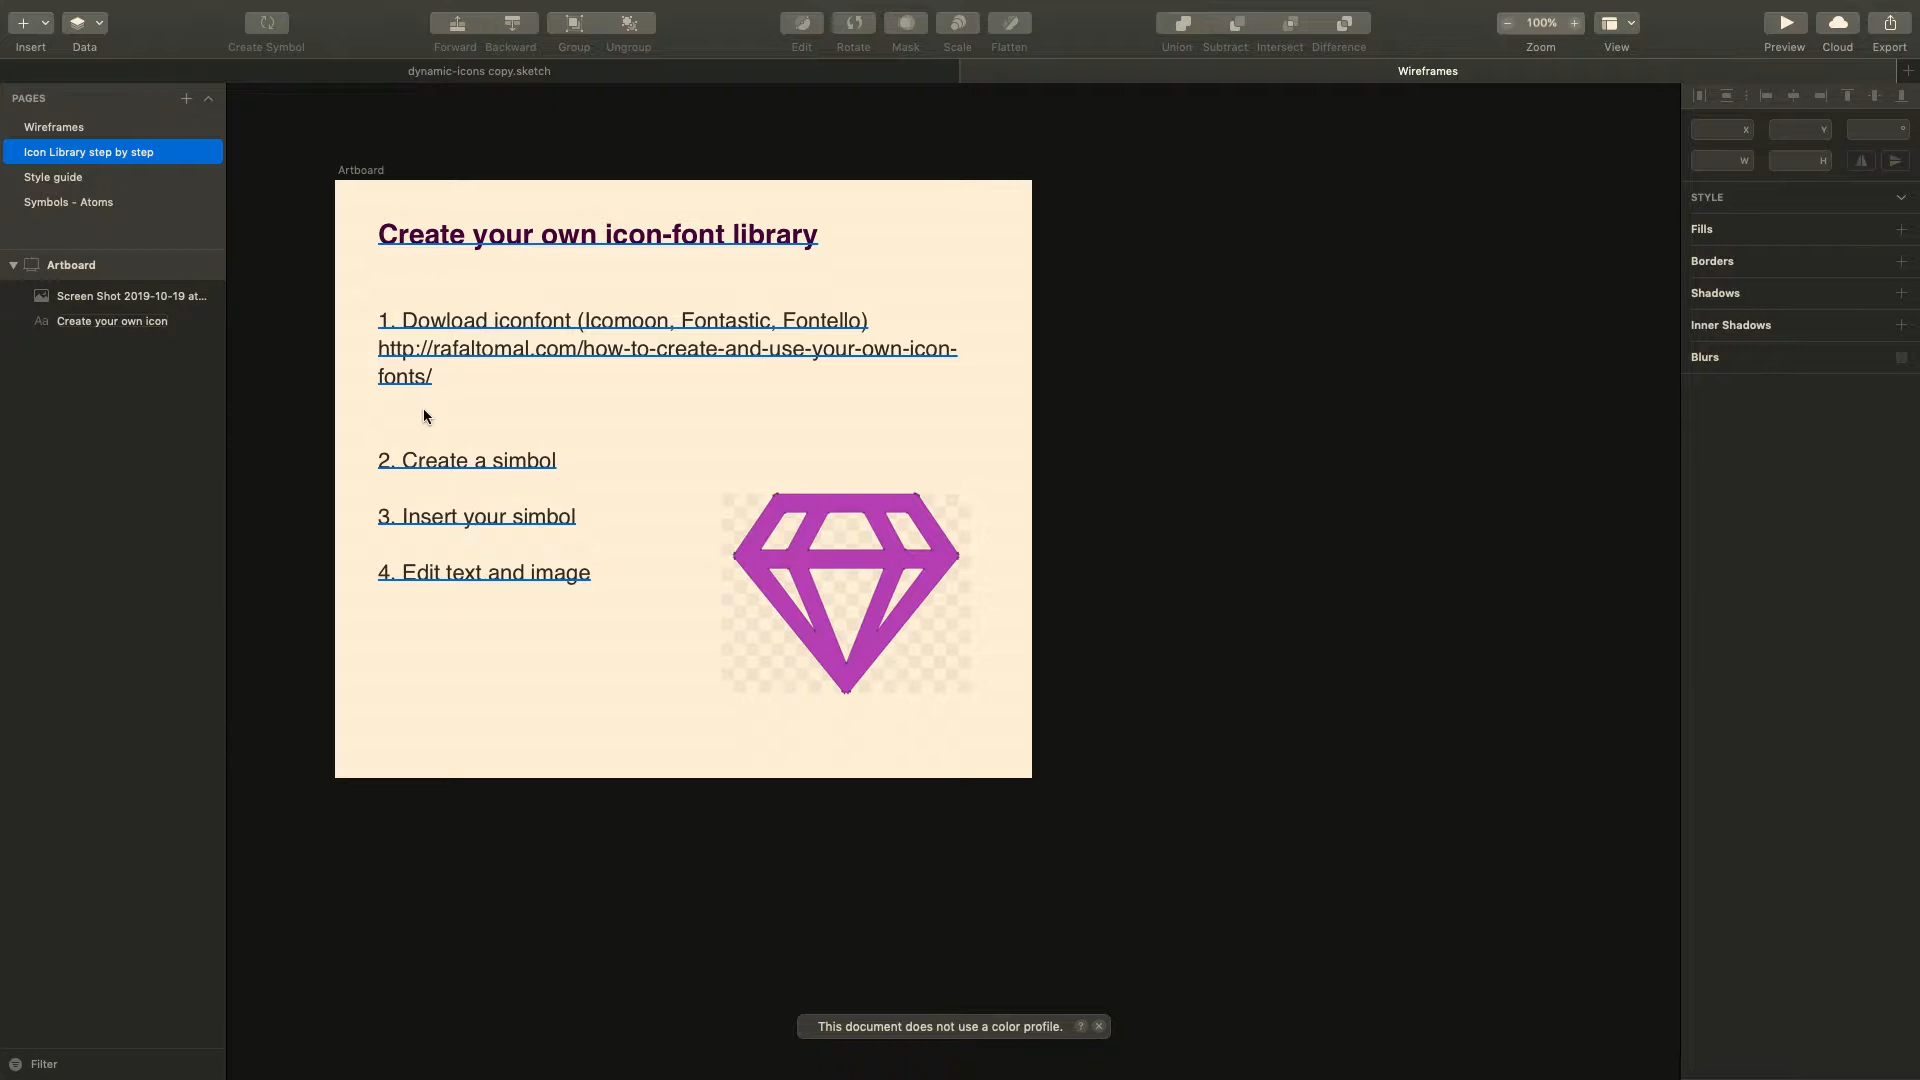 100%
Insert
Data
Create Symbol
Forward
Backward
Group
Ungroup
Edit
Rotate
Mask
Scale
Flatten
Union
Subtract
Intersect
Difference
Zoom
View
Preview
Cloud
Export
dynamic-icons copy.sketch
Wireframes
PAGES
Wireframes
Icon Library step by step
Style guide
Symbols - Atoms
Artboard
Screen Shot 2019-10-19 at...
Aa Create your own icon
Filter
Artboard
Create your own icon-font library
1. Dowload iconfont (Icomoon, Fontastic, Fontello)
http://rafaltomal.com/how-to-create-and-use-your-own-icon-
fonts/
2. Create a simbol
3. Insert your simbol
4. Edit text and image
This document does not use a color profile. ?
X
Y
°
W
H
STYLE
Fills
Borders
Shadows
Inner Shadows
Blurs